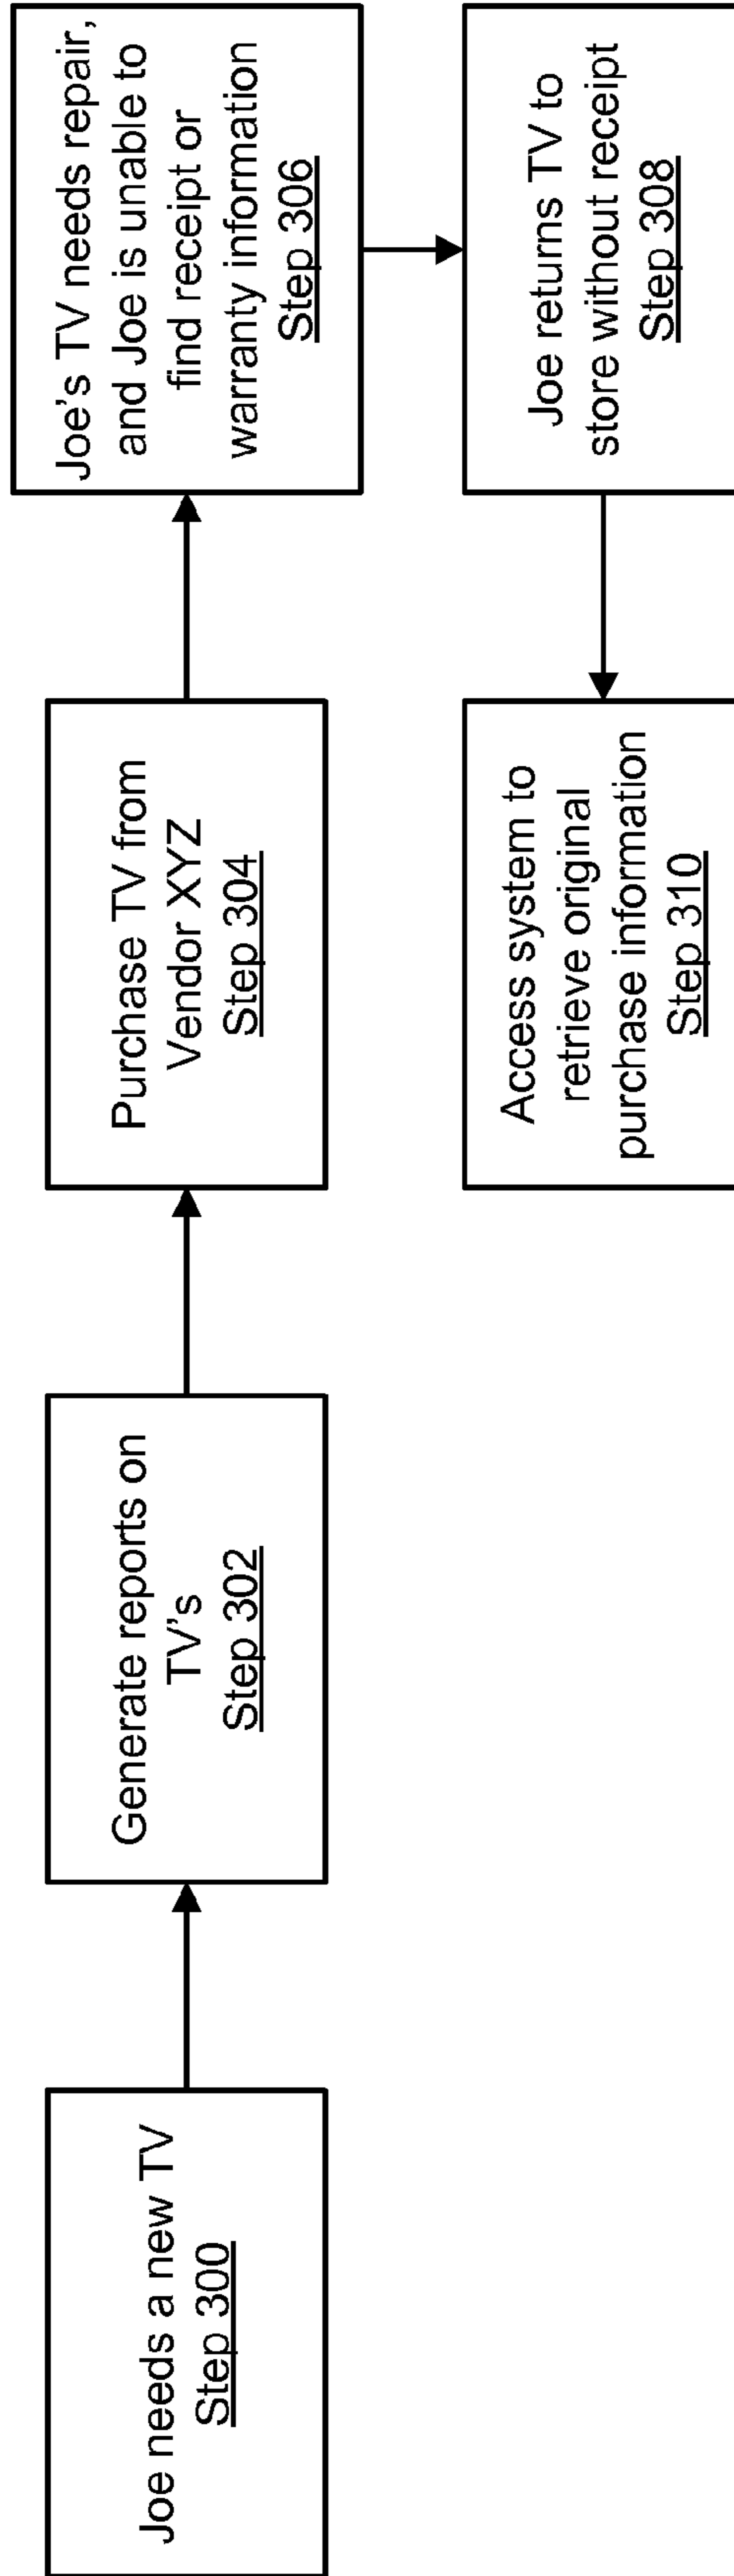 Joe needs a new TV
Step 300
Generate reports on
TV's
Step 302
Purchase TV from
Vendor XYZ
Step 304
Joe's TV needs repair,
and Joe is unable to
find receipt or
warranty information
Step 306
Joe returns TV to
store without receipt
Step 308
Access system to
retrieve original
purchase information
Step 310